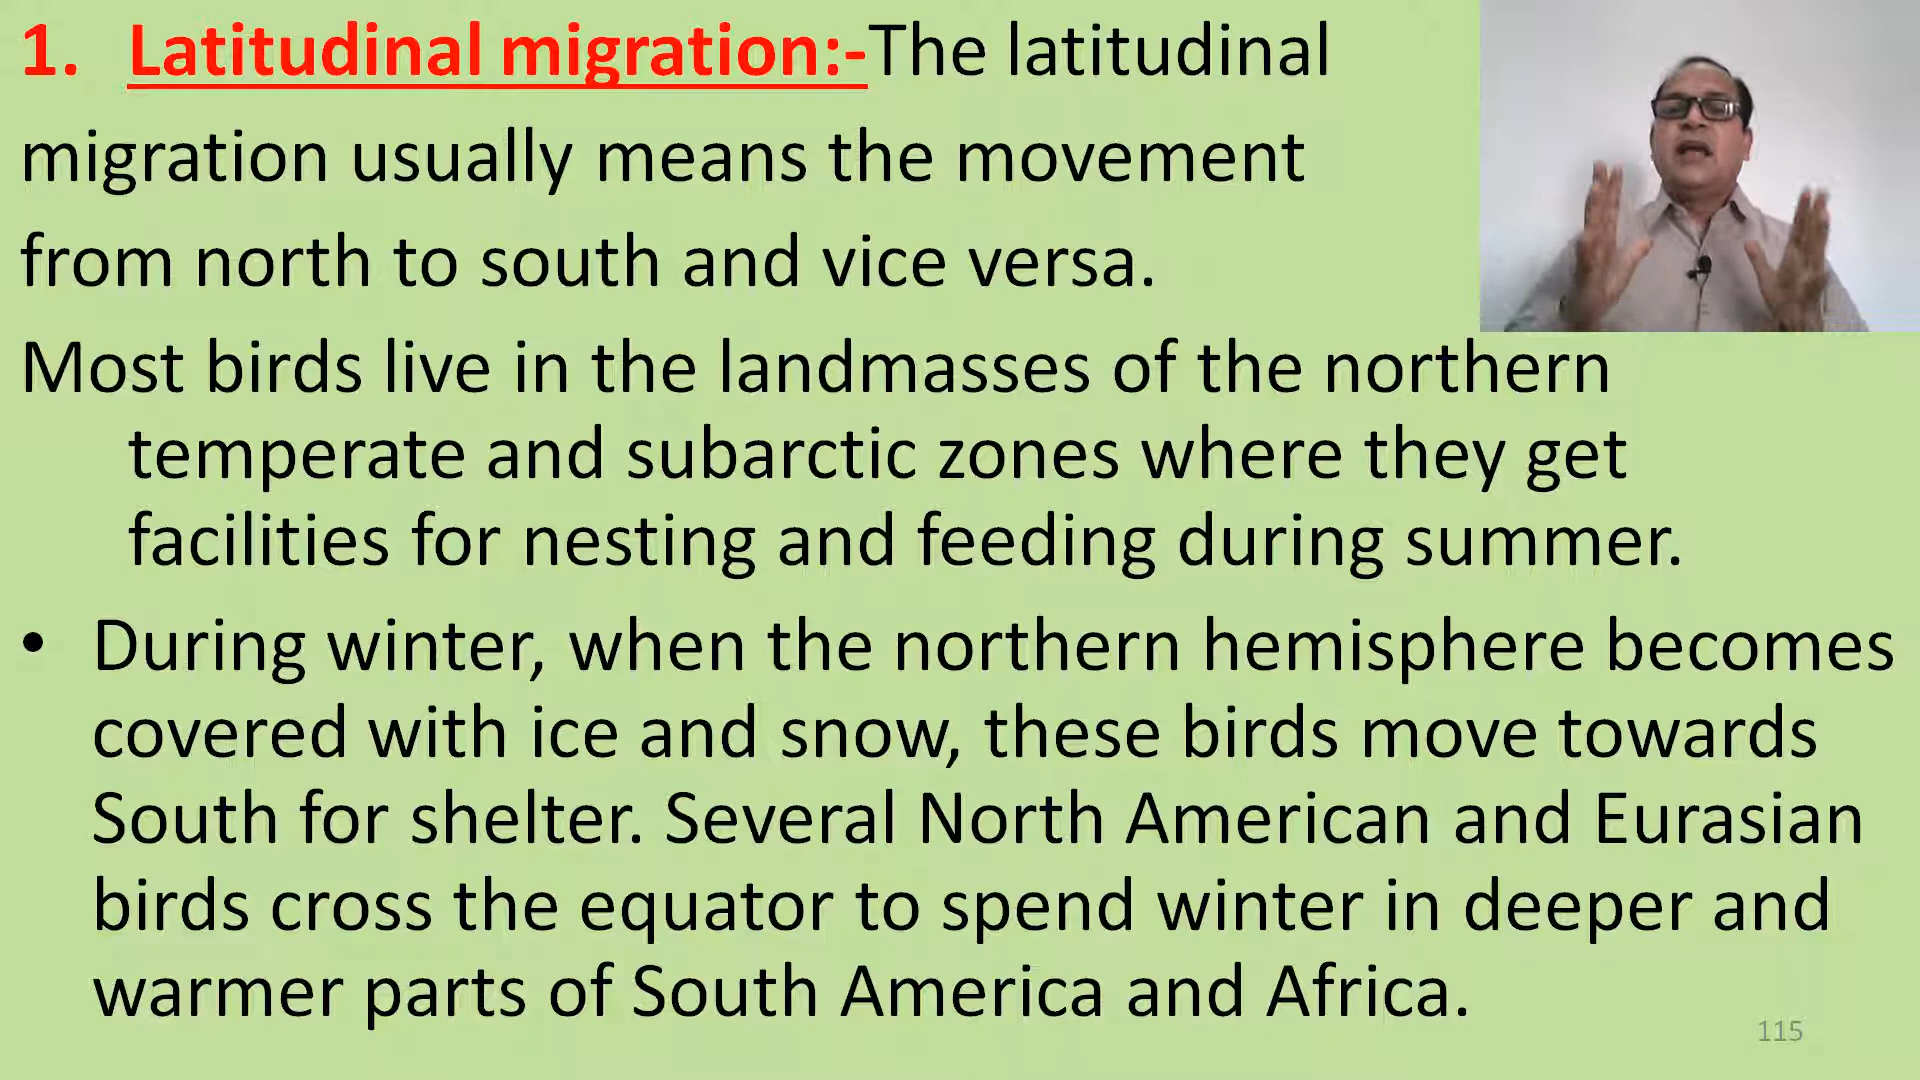 1. Latitudinal migration:-The latitudinal
migration usually means the movement
from north to south and vice versa.
Most birds live in the landmasses of the northern
temperate and subarctic zones where they get
facilities for nesting and feeding during summer.
• During winter, when the northern hemisphere becomes
covered with ice and snow, these birds move towards
South for shelter. Several North American and Eurasian
birds cross the equator to spend winter in deeper and
warmer parts of South America and Africa.
115